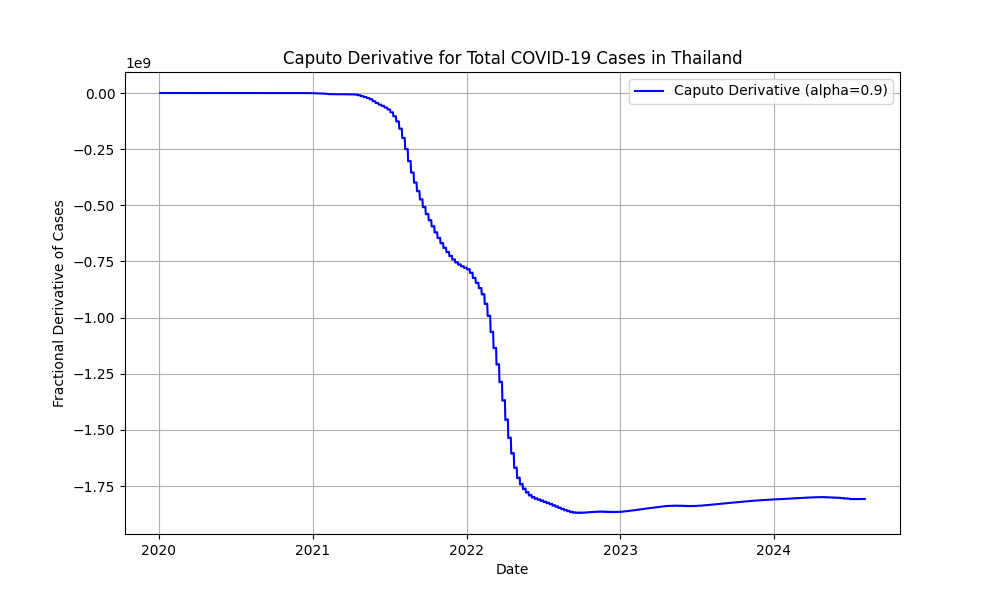 Caputo Derivative for Total COVID-19 Cases in Thailand
1e9
Caputo Derivative (alpha=0.9)
0.00
−0.25
−0.50
−0.75
−1.00
−1.25
−1.50
−1.75
Fractional Derivative of Cases
2020
2021
2022
2023
2024
Date